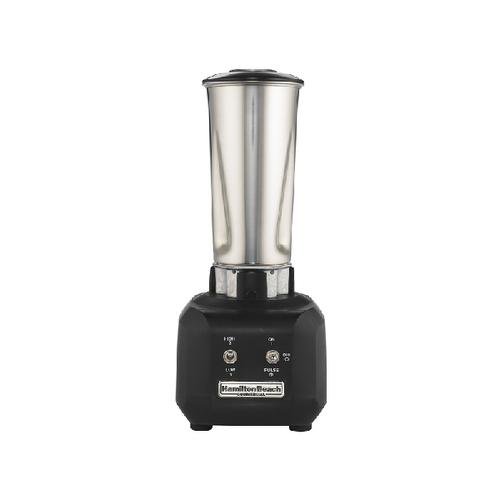 HIGH
ON
OFF
LOW
PULSE
HamiltonBeach
COMMERCIAL